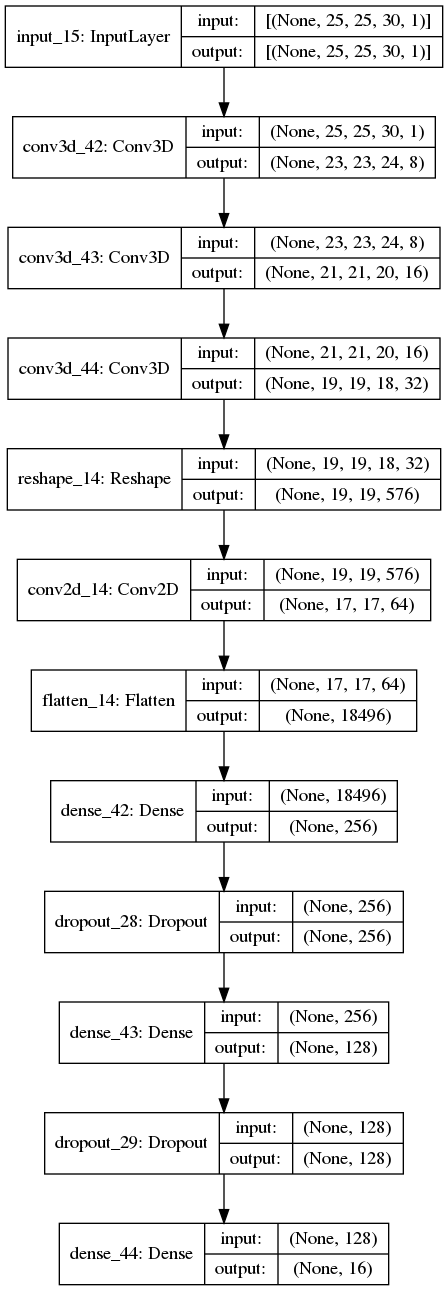 input_15: InputLayer input: [(None, 25, 25, 30, 1)]
output: [(None, 25, 25, 30, 1)]
conv3d_42: Conv3D input: (None, 25, 25, 30, 1)
output: (None, 23, 23, 24, 8)
conv3d_43: Conv3D input: (None, 23, 23, 24, 8)
output: (None, 21, 21, 20, 16)
conv3d_44: Conv3D input: (None, 21, 21, 20, 16)
output: (None, 19, 19, 18, 32)
reshape_14: Reshape input: (None, 19, 19, 18, 32)
output: (None, 19, 19, 576)
conv2d_14: Conv2D input: (None, 19, 19, 576)
output: (None, 17, 17, 64)
flatten_14: Flatten input: (None, 17, 17, 64)
output: (None, 18496)
dense_42: Dense input: (None, 18496)
output: (None, 256)
dropout_28: Dropout input: (None, 256)
output: (None, 256)
dense_43: Dense input: (None, 256)
output: (None, 128)
dropout_29: Dropout input: (None, 128)
output: (None, 128)
dense_44: Dense input: (None, 128)
output: (None, 16)